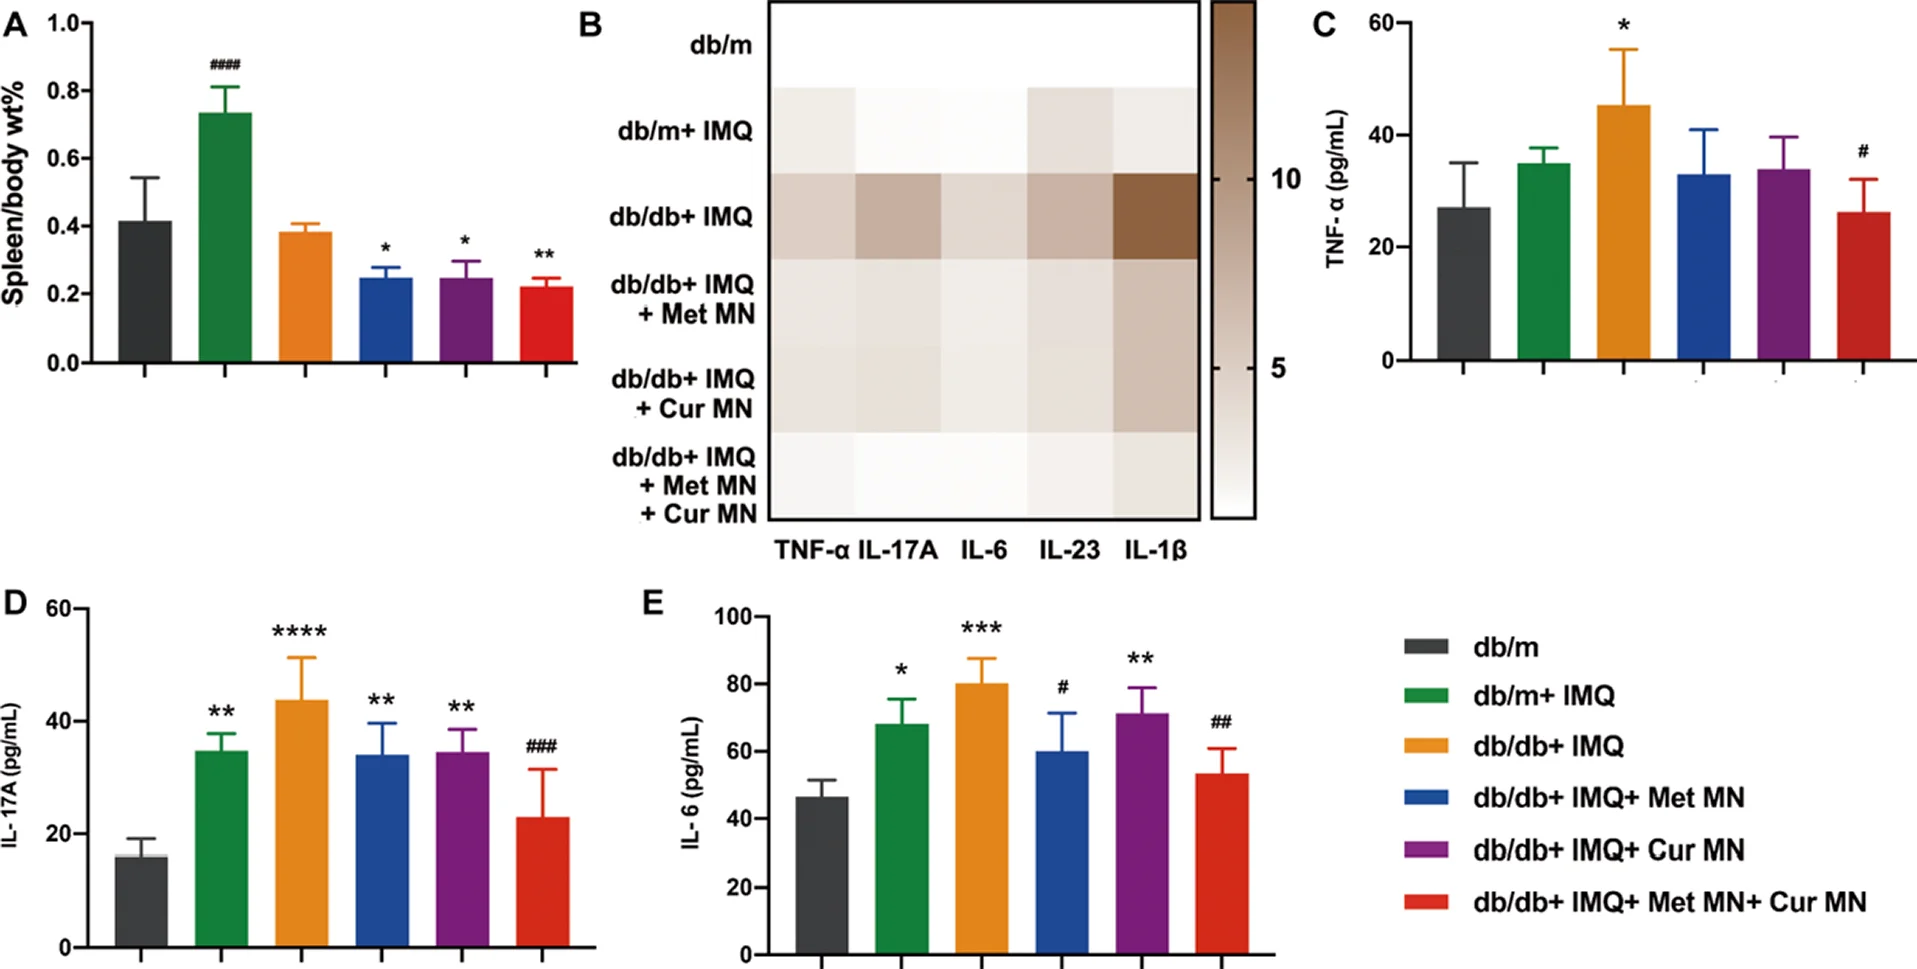 A
Spleen/body wt%
1.0
0.8
0.6
0.4
0.2
0.0
####
*
*
**
B
db/m
db/m+ IMQ
db/db+ IMQ
db/db+ IMQ
+ Met MN
db/db+ IMQ
+ Cur MN
db/db+ IMQ
+ Met MN
+ Cur MN
TNF-α IL-17A IL-6 IL-23 IL-1β
10
5
C
TNF- α (pg/mL)
60
40
20
0
*
#
D
IL- 17A (pg/mL)
60
40
20
0
**
****
**
**
###
E
IL- 6 (pg/mL)
100
80
60
40
20
0
*
***
#
**
##
db/m
db/m+ IMQ
db/db+ IMQ
db/db+ IMQ+ Met MN
db/db+ IMQ+ Cur MN
db/db+ IMQ+ Met MN+ Cur MN